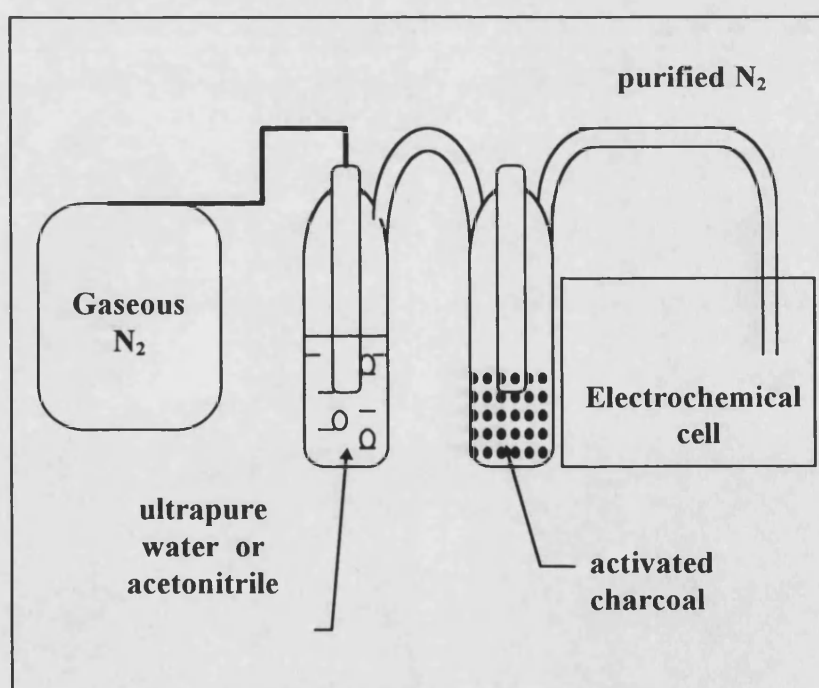 purified N₂
Gaseous
N₂
Electrochemical
cell
ultrapure
water or
acetonitrile
activated
charcoal